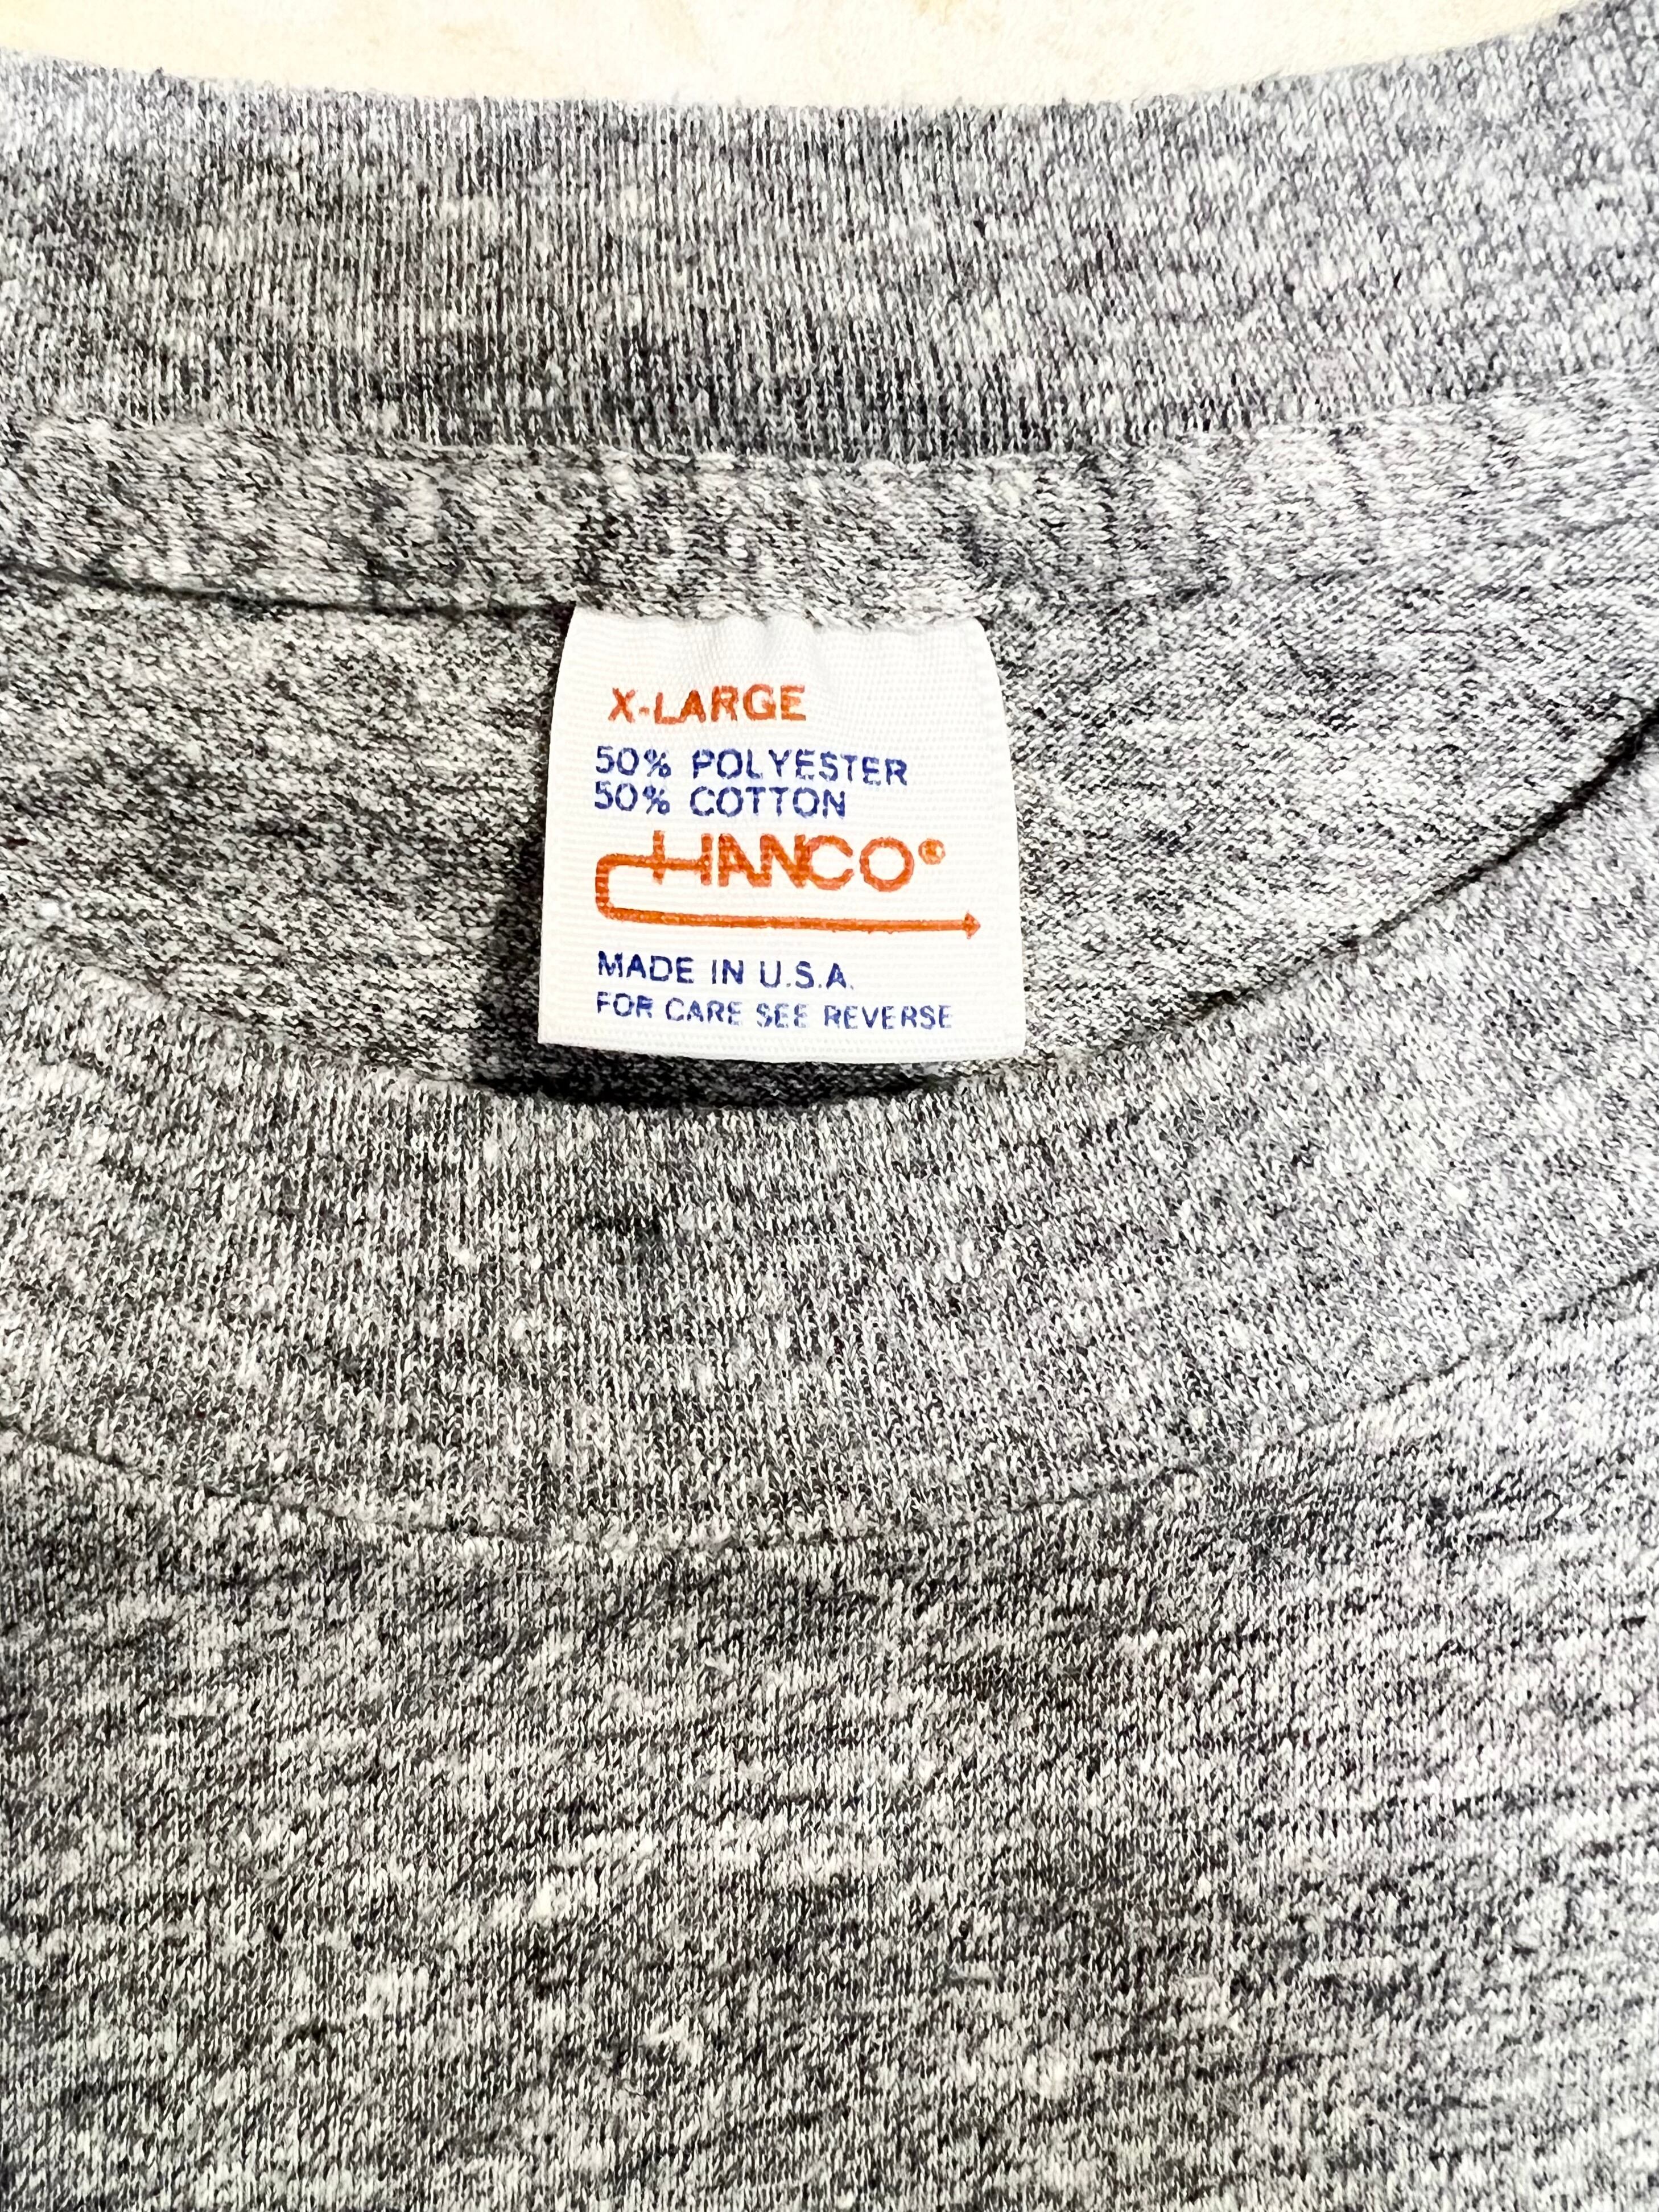 X-LARGE
50% POLYESTER
50% COTTON
HANCO®
MADE IN U.S.A.
FOR CARE SEE REVERSE